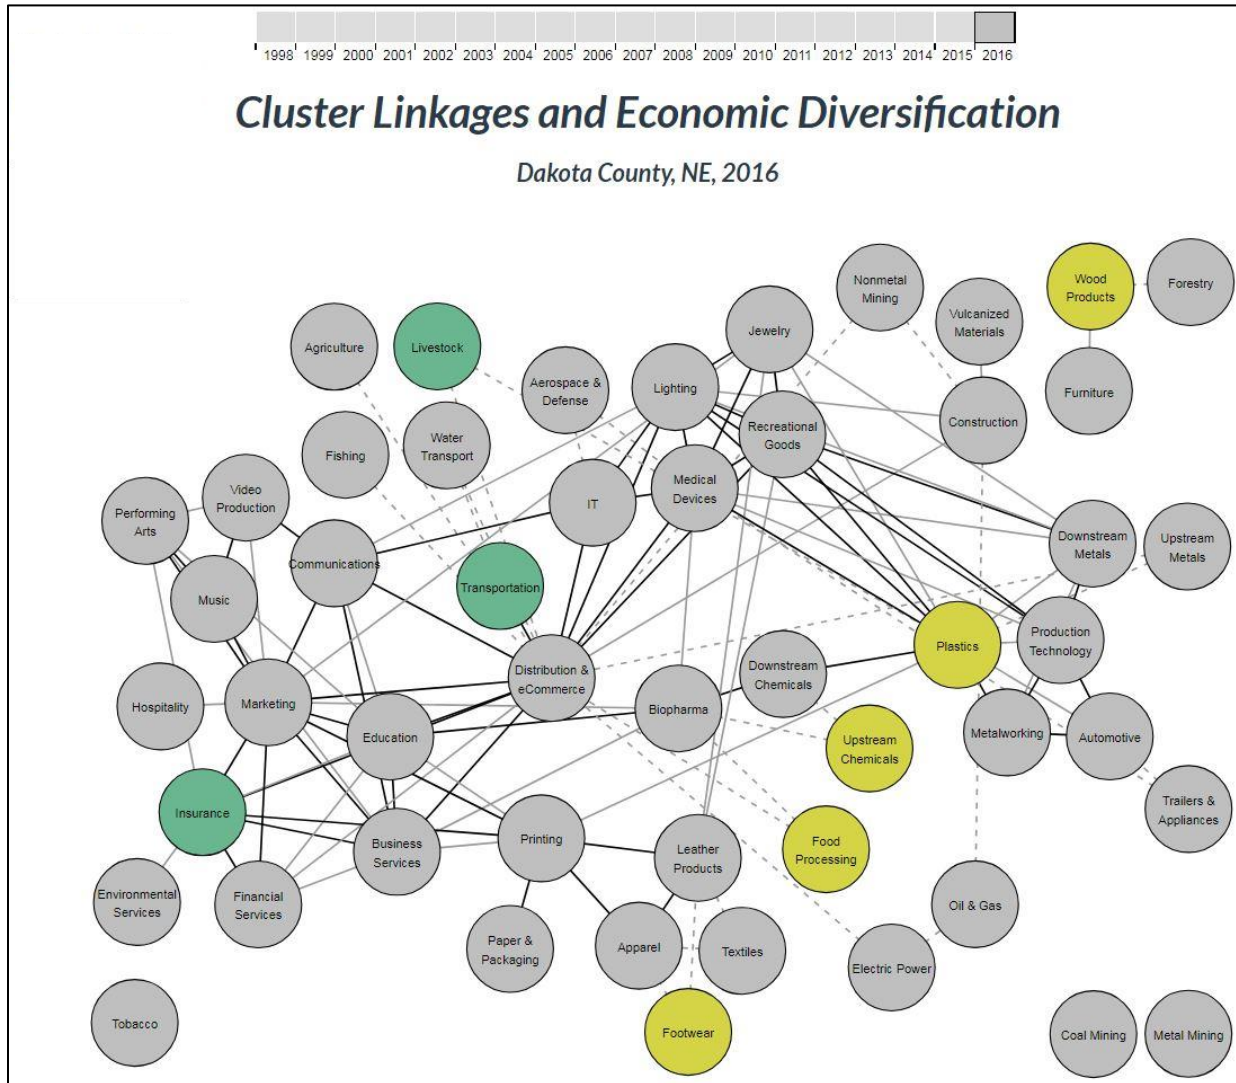 1998 1999 2000 2001 2002 2003 2004 2005 2006 2007 2008 2009 2010 2011 2012 2013 2014 2015 2016
Cluster Linkages and Economic Diversification
Dakota County, NE, 2016
Nonmetal
Mining
Wood
Products
Forestry
Vulcanized
Materials
Jewelry
Agriculture
Livestock
Aerospace &
Defense
Lighting
Furniture
Recreational
Goods
Construction
Fishing
Water
Transport
Medical
Devices
IT
Video
Production
Performing
Arts
Downstream
Metals
Upstream
Metals
Communications
Transportation
Music
Plastics
Production
Technology
Distribution &
eCommerce
Downstream
Chemicals
Hospitality
Marketing
Biopharma
Education
Metalworking
Automotive
Upstream
Chemicals
Insurance
Trailers &
Appliances
Printing
Business
Services
Leather
Products
Food
Processing
Environmental
Services
Financial
Services
Oil & Gas
Paper &
Packaging
Apparel
Textiles
Electric Power
Tobacco
Footwear
Coal Mining
Metal Mining